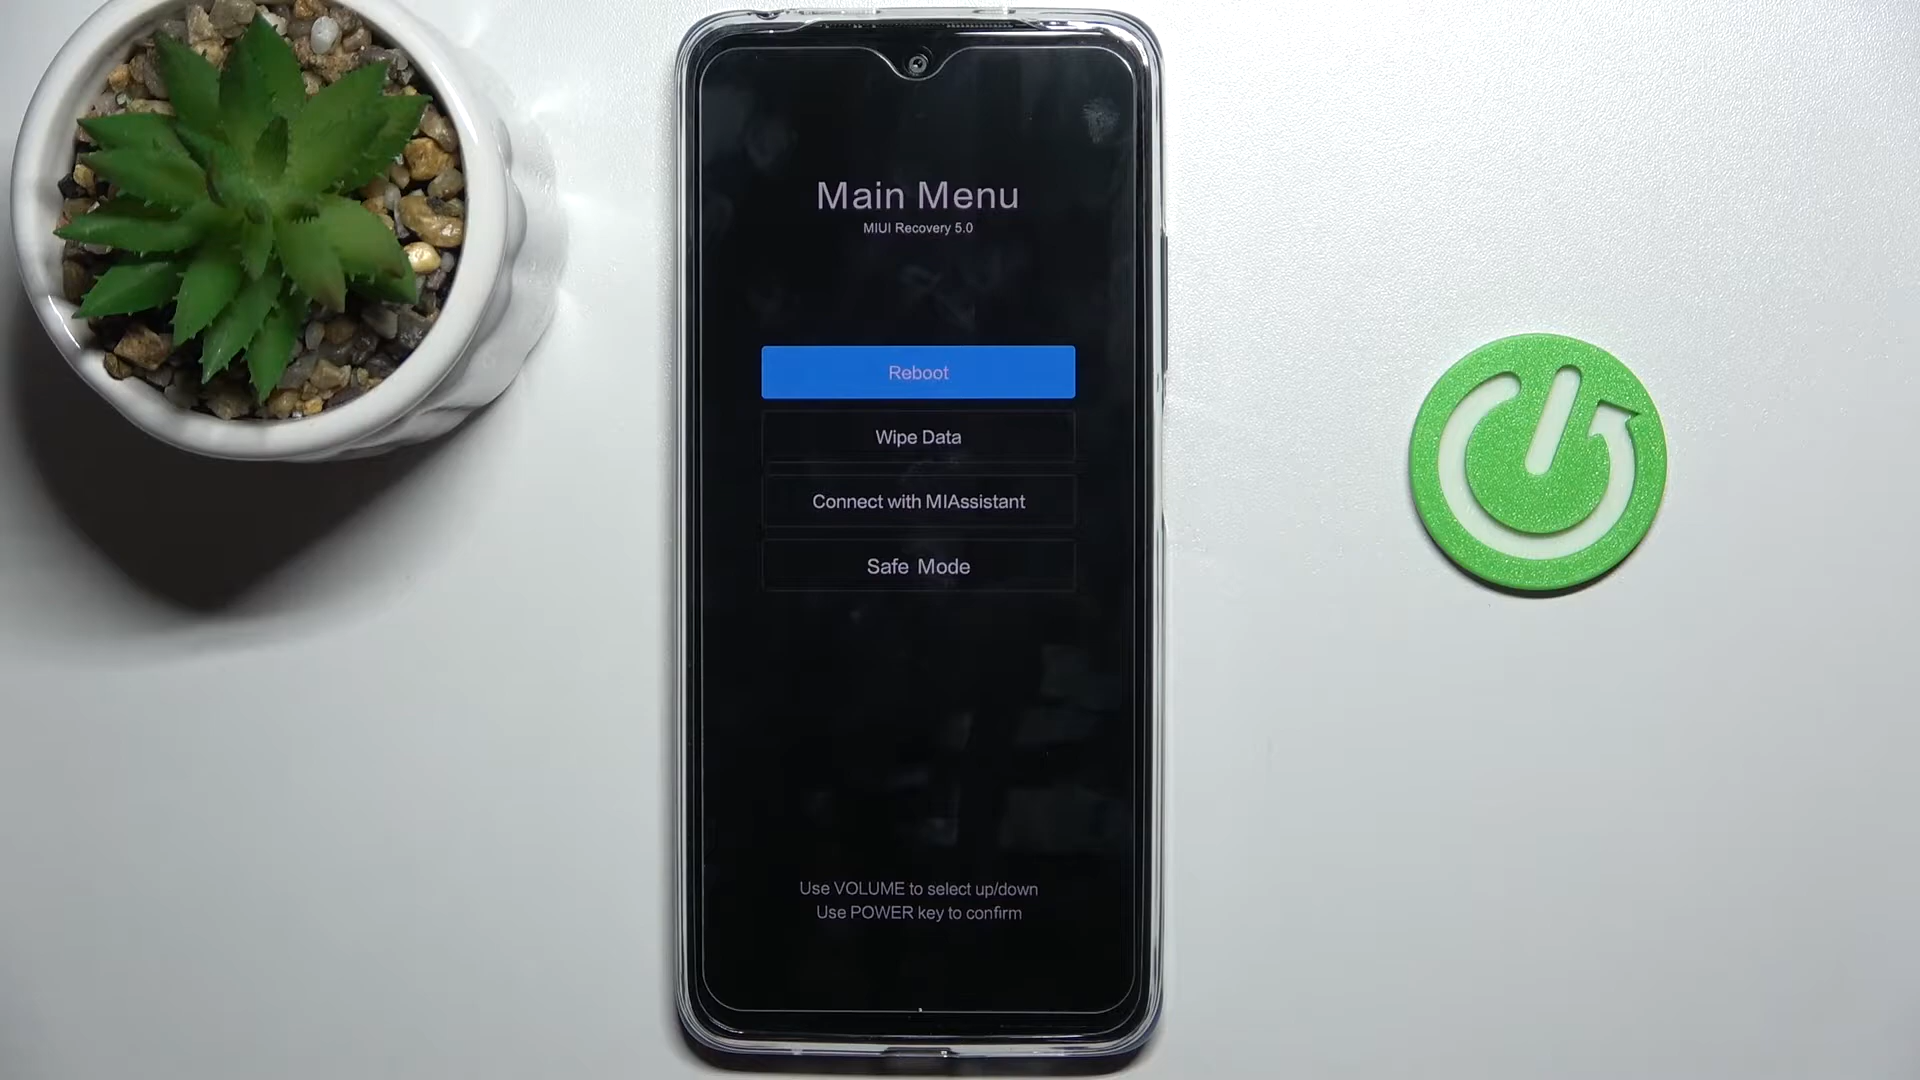 Main Menu
MIUI Recovery 5.0
Reboot
Wipe Data
Connect with MIAssistant
Safe Mode
Use VOLUME to select up/down
Use POWER key to confirm